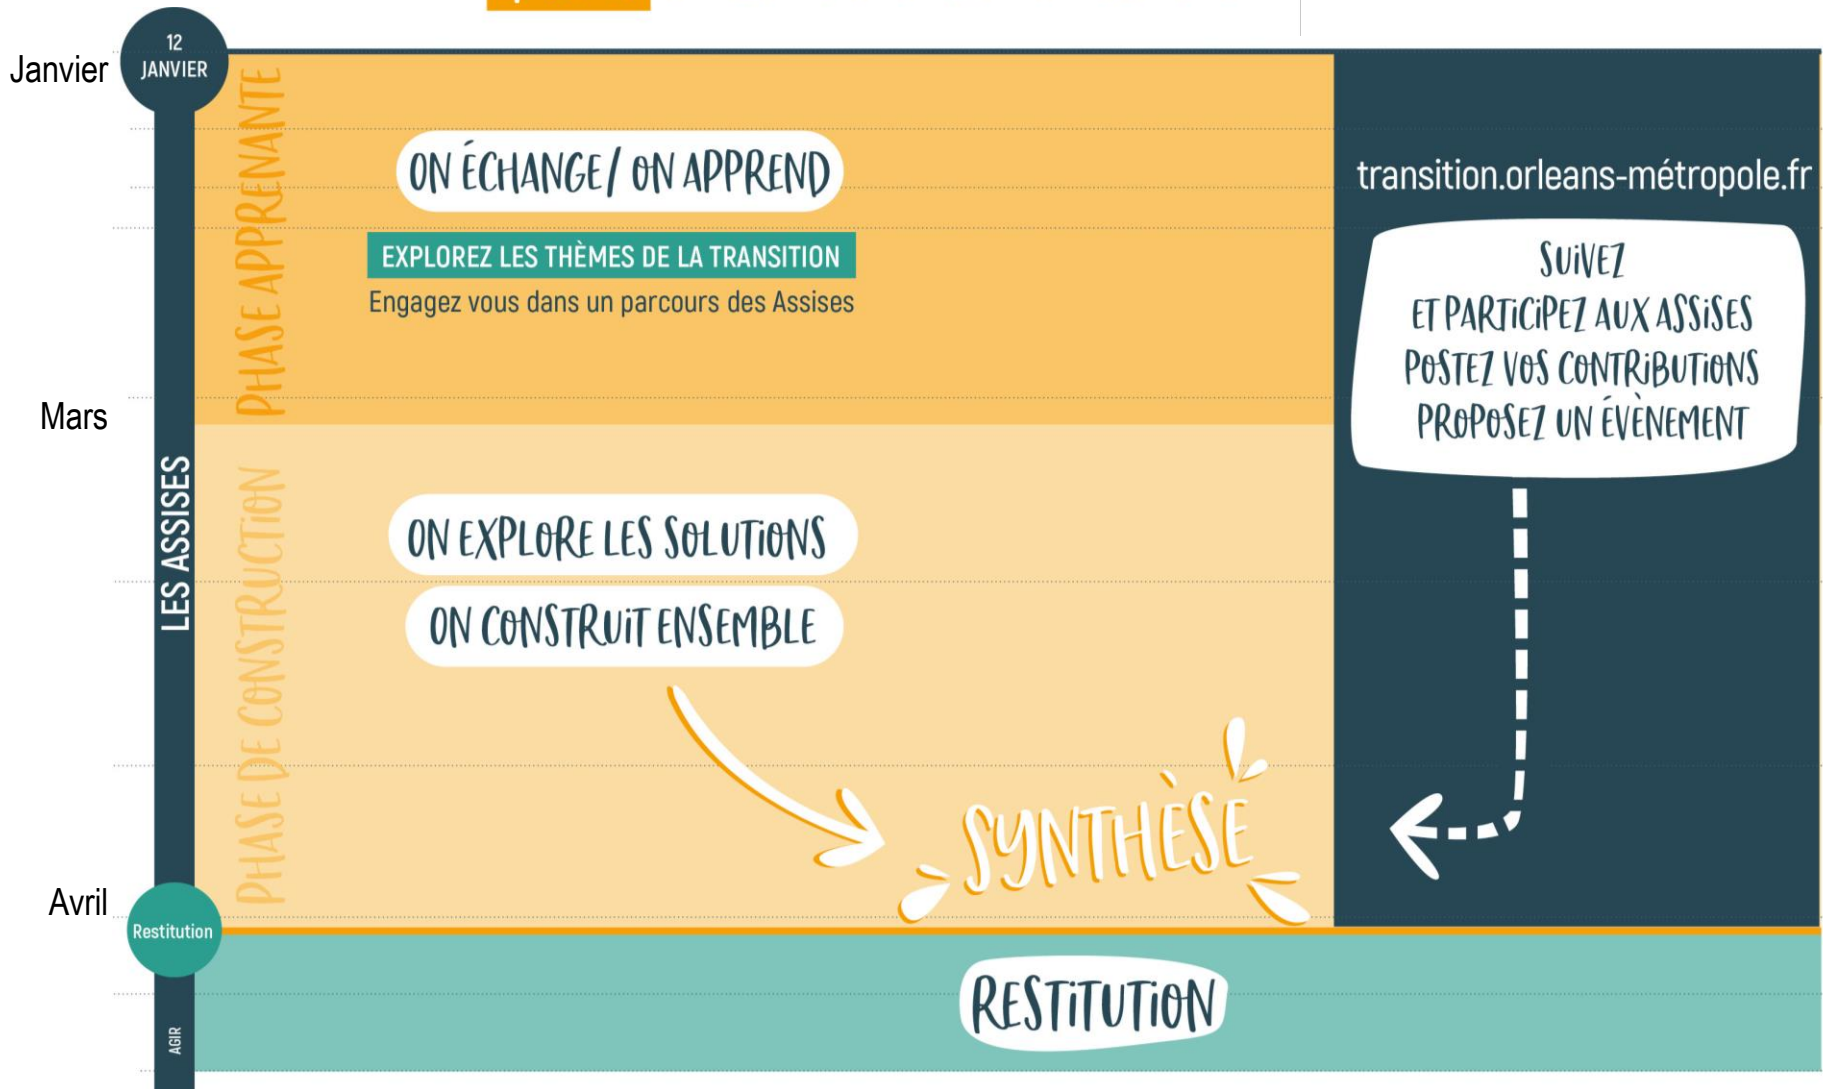 Janvier
12
JANVIER
PHASE APPRENANTE
ON ÉCHANGE / ON APPREND
EXPLOREZ LES THÈMES DE LA TRANSITION
Engagez vous dans un parcours des Assises
transition.orleans-métropole.fr
SUIVEZ
ET PARTICIPEZ AUX ASSISES
POSTEZ VOS CONTRIBUTIONS
PROPOSEZ UN ÉVÈNEMENT
Mars
LES ASSISES
PHASE DE CONSTRUCTION
ON EXPLORE LES SOLUTIONS
ON CONSTRUIT ENSEMBLE
SYNTHÈSE
Avril
Restitution
RESTITUTION
AGIR